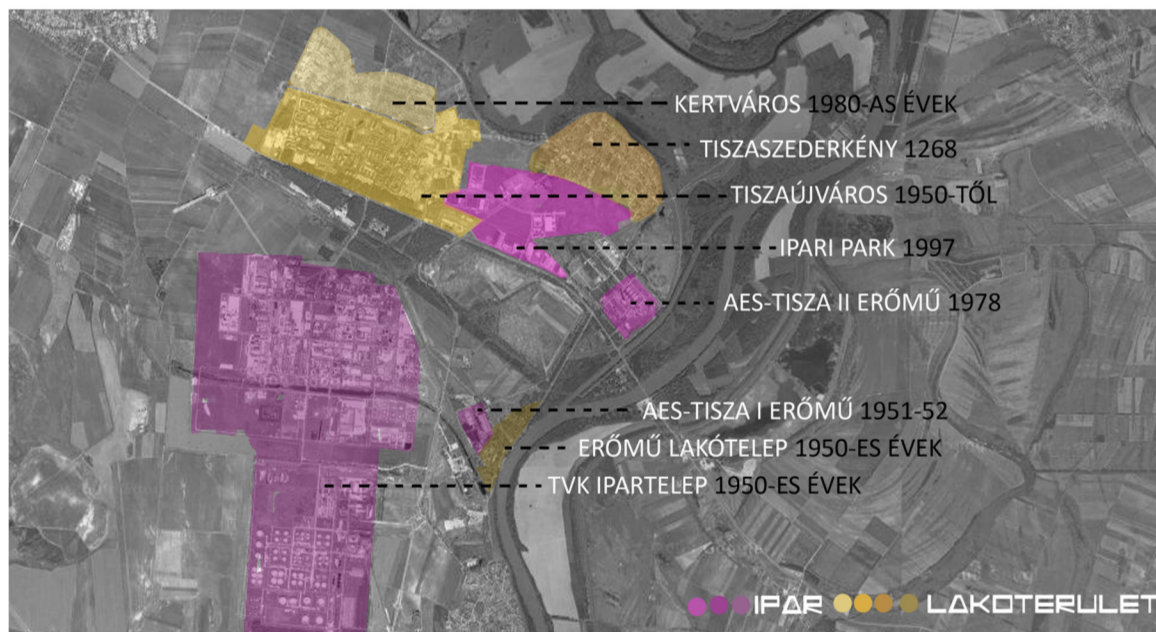 KERTVÁROS 1980-AS ÉVEK
TISZASZEDERKÉNY 1268
TISZAÚJVÁROS 1950-TŐL
IPARI PARK 1997
AES-TISZA II ERŐMŰ 1978
AES-TISZA I ERŐMŰ 1951-52
ERŐMŰ LAKÓTELEP 1950-ES ÉVEK
TVK IPARTELEP 1950-ES ÉVEK
Google
IPAR LAKOTERULET